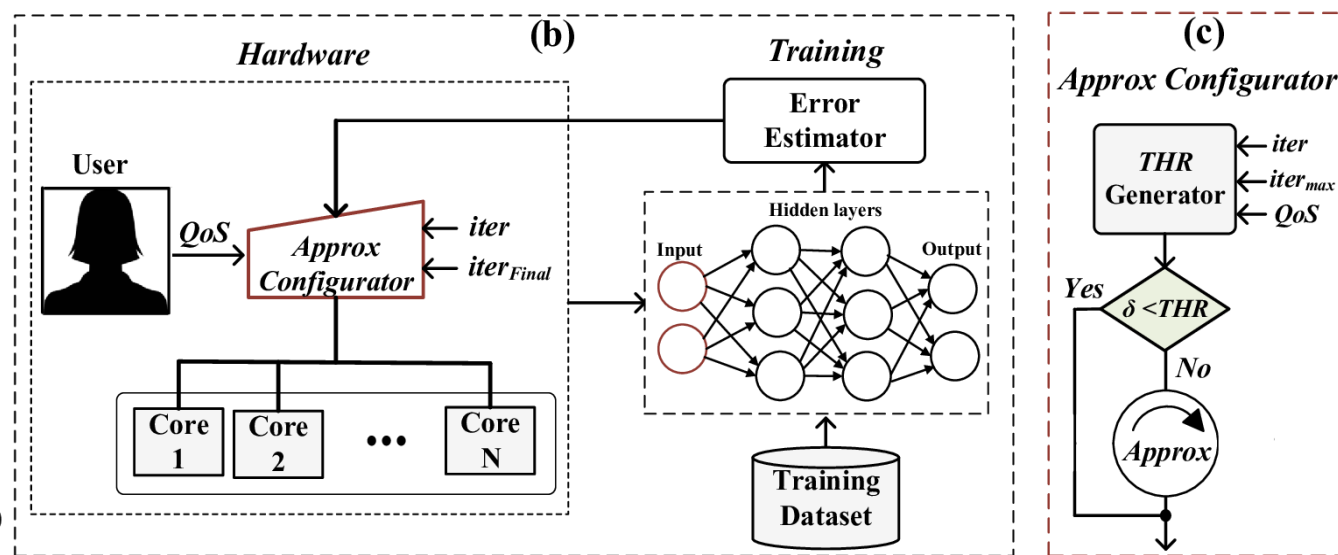 (b)
Hardware
Training
Error
Estimator
User
QoS
Approx
Configurator
iter
iter_Final
Hidden layers
Input
Output
Core
1
Core
2
•••
Core
N
Training
Dataset
)
(c)
Approx Configurator
THR
Generator
iter
iter_max
QoS
Yes
δ <THR
No
Approx